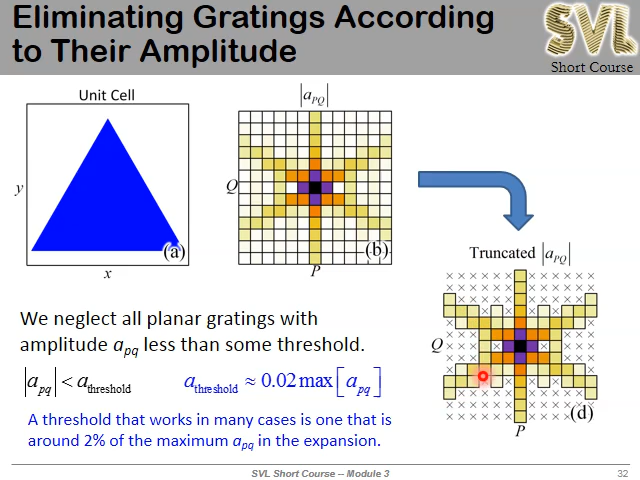 Eliminating Gratings According
to Their Amplitude
SVL
Short Course
Unit Cell
y
(a)
x
|a_PQ|
Q
(b)
P
Truncated |a_PQ|
Q
(d)
P
We neglect all planar gratings with
amplitude a_pq less than some threshold.
|a_pq| < a_threshold
a_threshold ≈ 0.02 max[a_pq]
A threshold that works in many cases is one that is
around 2% of the maximum a_pq in the expansion.
SVL Short Course -- Module 3
32